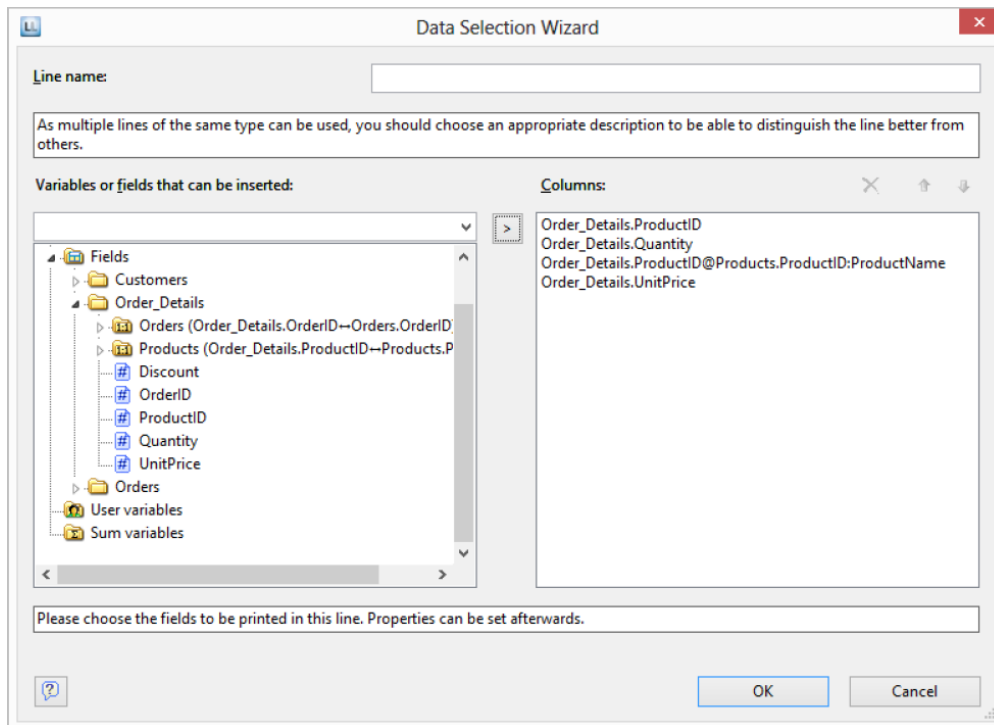 Data Selection Wizard
Line name:
As multiple lines of the same type can be used, you should choose an appropriate description to be able to distinguish the line better from
others.
Variables or fields that can be inserted:
Columns:
>
Fields
Customers
Order_Details
Orders (Order_Details.OrderID↔Orders.OrderID)
Products (Order_Details.ProductID↔Products.P
Discount
OrderID
ProductID
Quantity
UnitPrice
Orders
User variables
Sum variables
Order_Details.ProductID
Order_Details.Quantity
Order_Details.ProductID@Products.ProductID:ProductName
Order_Details.UnitPrice
Please choose the fields to be printed in this line. Properties can be set afterwards.
OK
Cancel